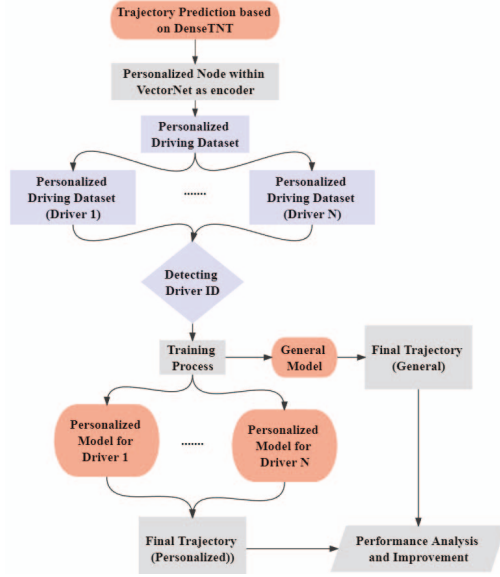 Trajectory Prediction based
on DenseTNT
Personalized Node within
VectorNet as encoder
Personalized
Driving Dataset
Personalized
Driving Dataset
(Driver 1)
.......
Personalized
Driving Dataset
(Driver N)
Detecting
Driver ID
Training
Process
General
Model
Final Trajectory
(General)
Personalized
Model for
Driver 1
.......
Personalized
Model for
Driver N
Final Trajectory
(Personalized))
Performance Analysis
and Improvement